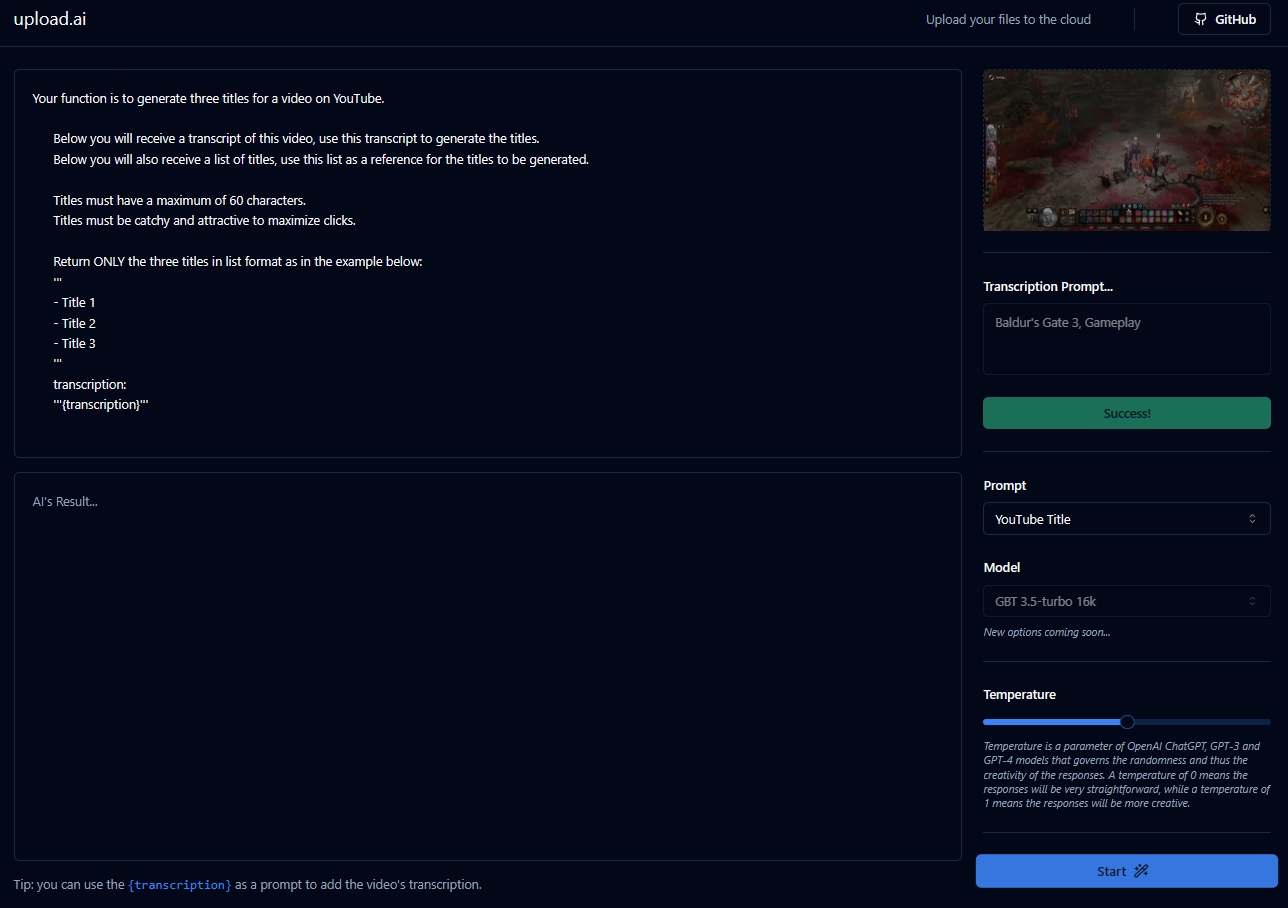 upload.ai
Upload your files to the cloud
GitHub
Your function is to generate three titles for a video on YouTube.
Below you will receive a transcript of this video, use this transcript to generate the titles.
Below you will also receive a list of titles, use this list as a reference for the titles to be generated.
Titles must have a maximum of 60 characters.
Titles must be catchy and attractive to maximize clicks.
Return ONLY the three titles in list format as in the example below:
'''
- Title 1
- Title 2
- Title 3
'''
transcription:
'''{transcription}'''
AI's Result...
Tip: you can use the {transcription} as a prompt to add the video's transcription.
Transcription Prompt...
Baldur's Gate 3, Gameplay
Success!
Prompt
YouTube Title
Model
GBT 3.5-turbo 16k
New options coming soon...
Temperature
Temperature is a parameter of OpenAI ChatGPT, GPT-3 and
GPT-4 models that governs the randomness and thus the
creativity of the responses. A temperature of 0 means the
responses will be very straightforward, while a temperature of
1 means the responses will be more creative.
Start